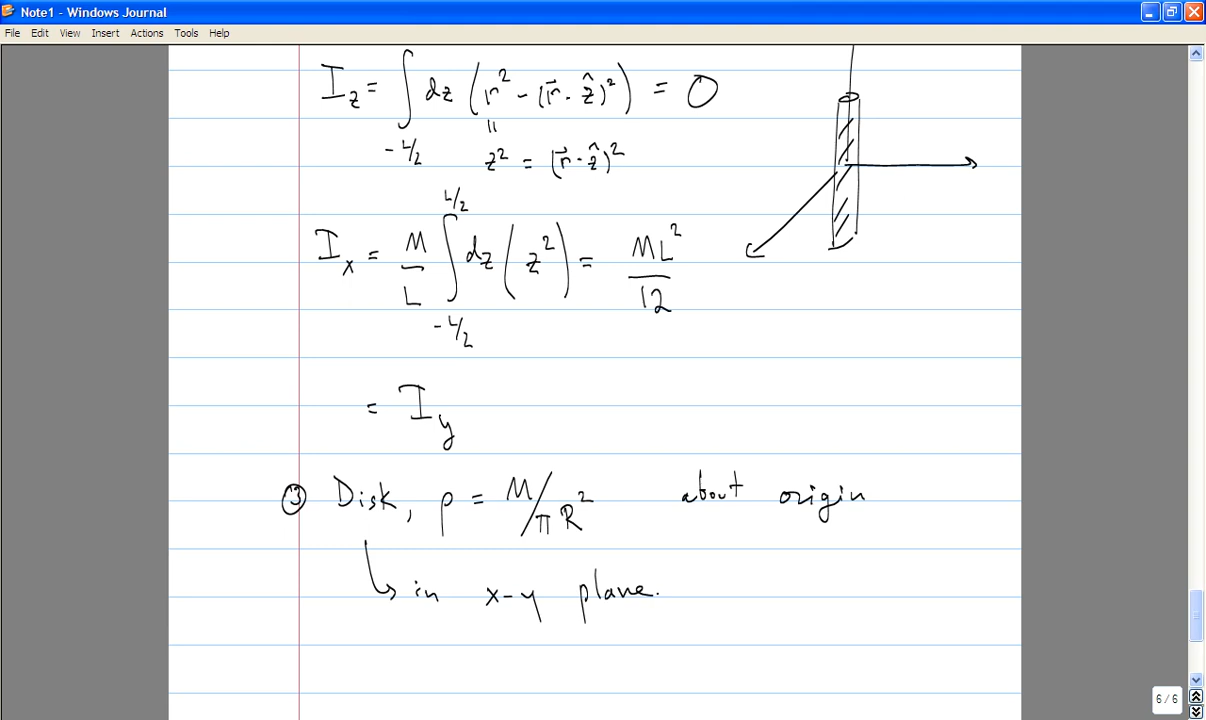 Note1 - Windows Journal
File Edit View Insert Actions Tools Help
I_z = ∫_{-L/2} dz (r² - (r⃗ · ẑ)²) = 0
॥
z² = (r⃗ · ẑ)²
I_x = M/L ∫_{-L/2}^{L/2} dz (z²) = ML²/12
= I_y
③ Disk, ρ = M/πR² about origin
↳ in x-y plane.
6/6